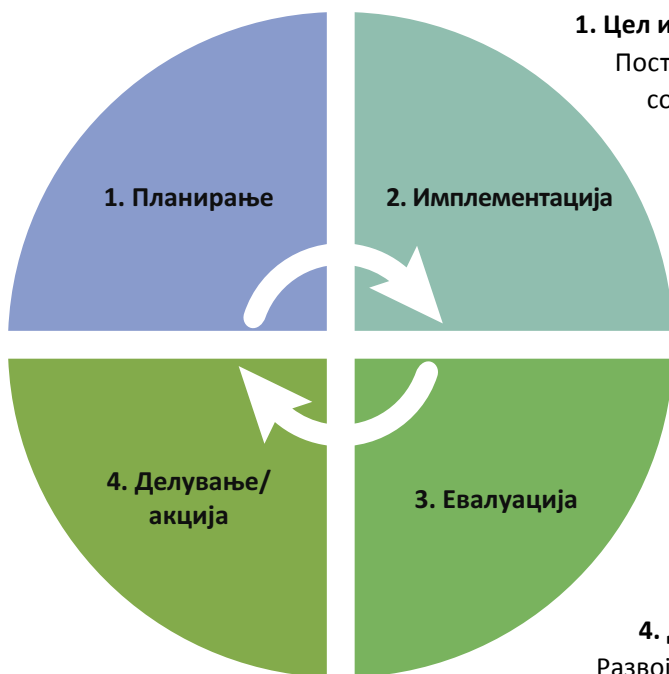 1. Цел и
Пост
со
1. Планирање
2. Имплементација
4. Делување/
акција
3. Евалуација
4.
Развој